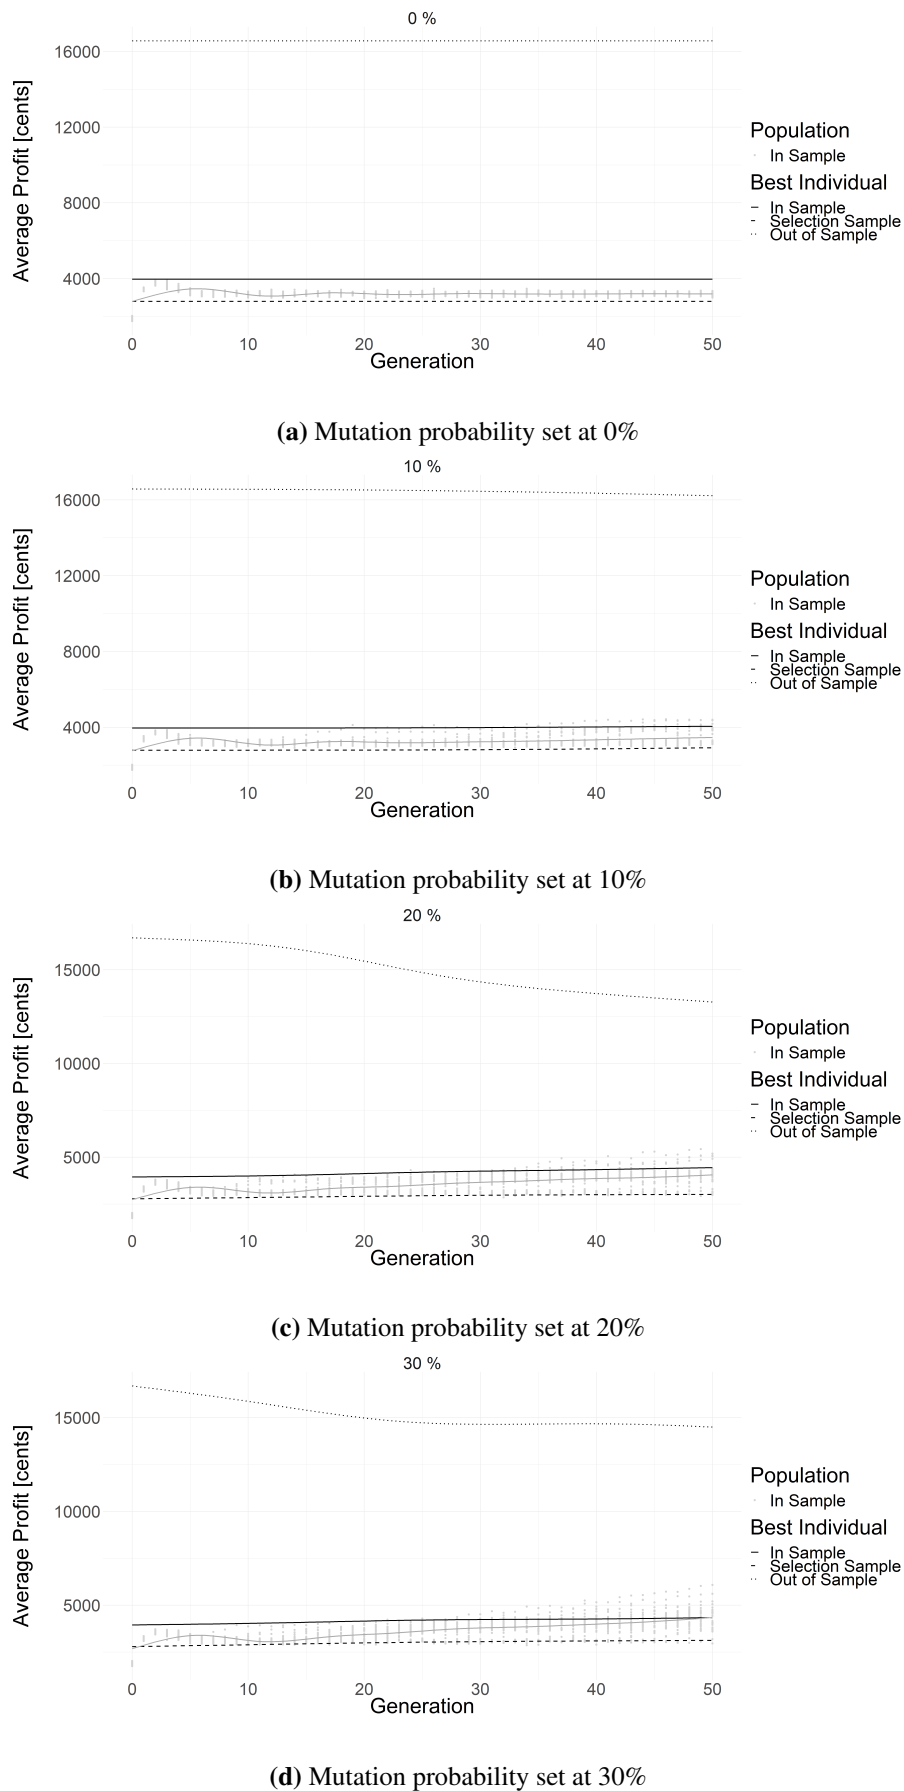 0 %
16000
12000
8000
4000
Average Profit [cents]
0 10 20 30 40 50
Generation
Population
In Sample
Best Individual
In Sample
Selection Sample
Out of Sample
(a) Mutation probability set at 0%
10 %
16000
12000
8000
4000
Average Profit [cents]
0 10 20 30 40 50
Generation
Population
In Sample
Best Individual
In Sample
Selection Sample
Out of Sample
(b) Mutation probability set at 10%
20 %
15000
10000
5000
Average Profit [cents]
0 10 20 30 40 50
Generation
Population
In Sample
Best Individual
In Sample
Selection Sample
Out of Sample
(c) Mutation probability set at 20%
30 %
15000
10000
5000
Average Profit [cents]
0 10 20 30 40 50
Generation
Population
In Sample
Best Individual
In Sample
Selection Sample
Out of Sample
(d) Mutation probability set at 30%